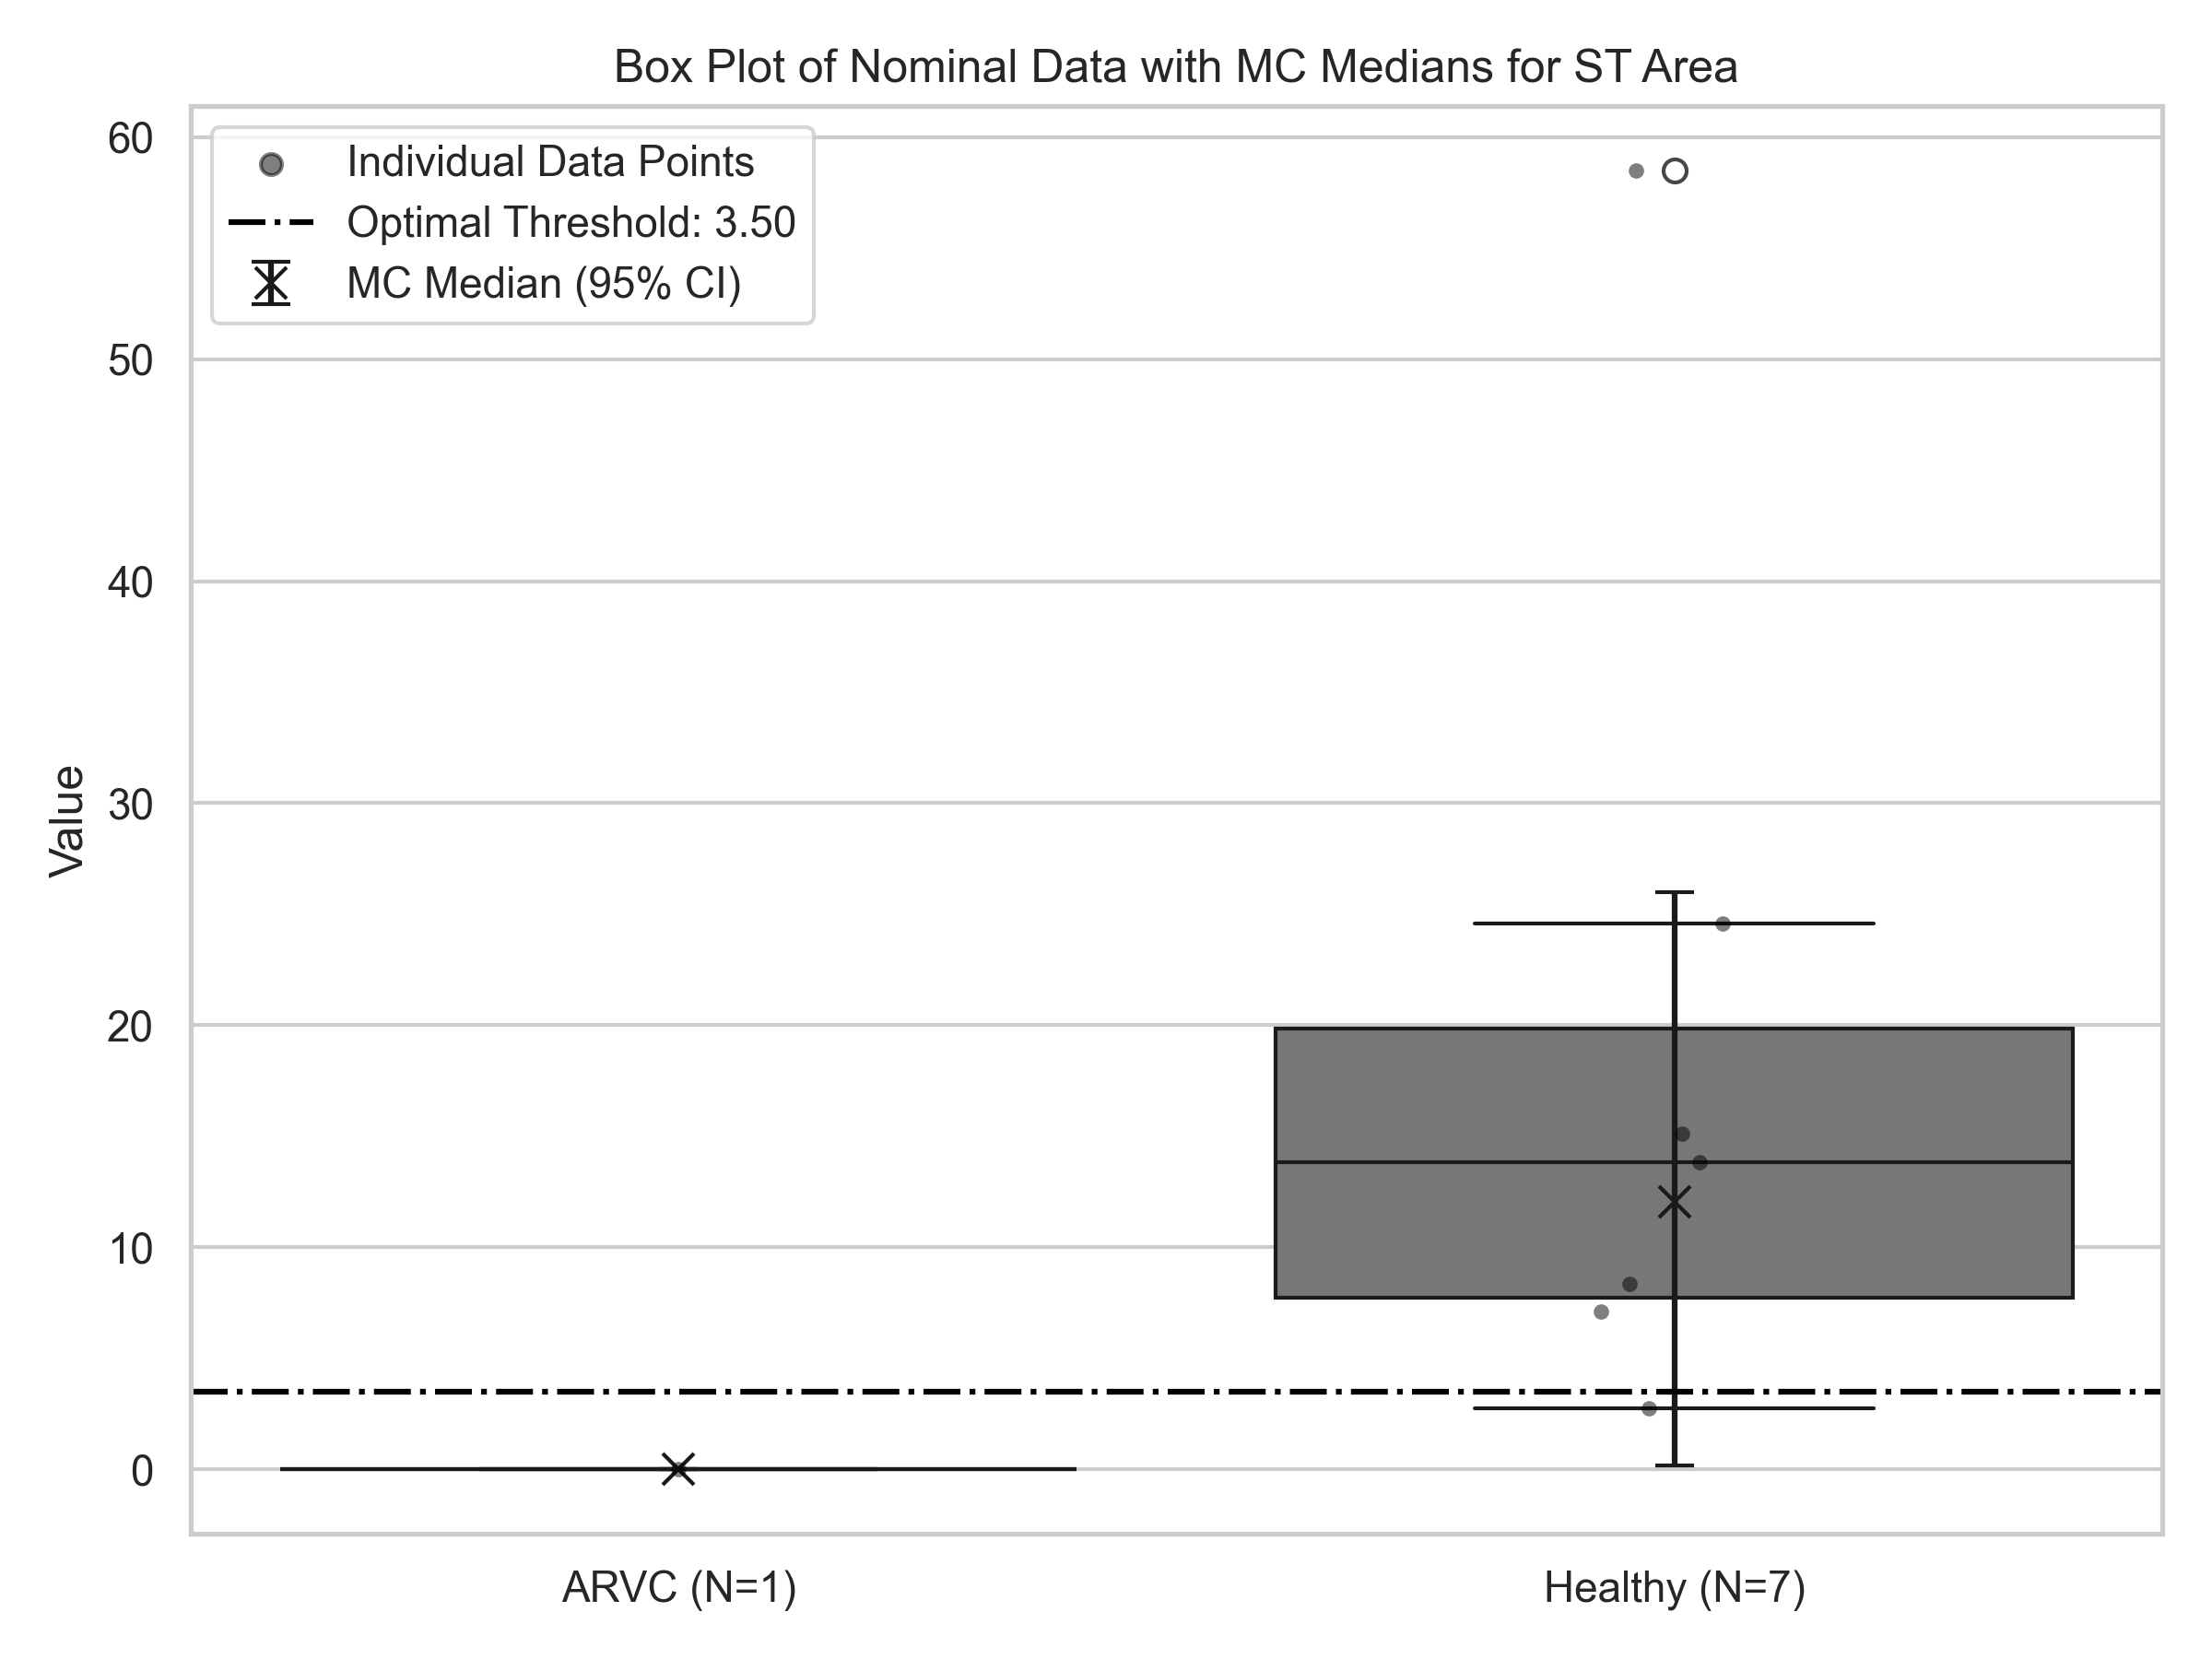 Box Plot of Nominal Data with MC Medians for ST Area
Individual Data Points
Optimal Threshold: 3.50
MC Median (95% CI)
60
50
40
30
20
10
0
Value
ARVC (N=1)
Healthy (N=7)